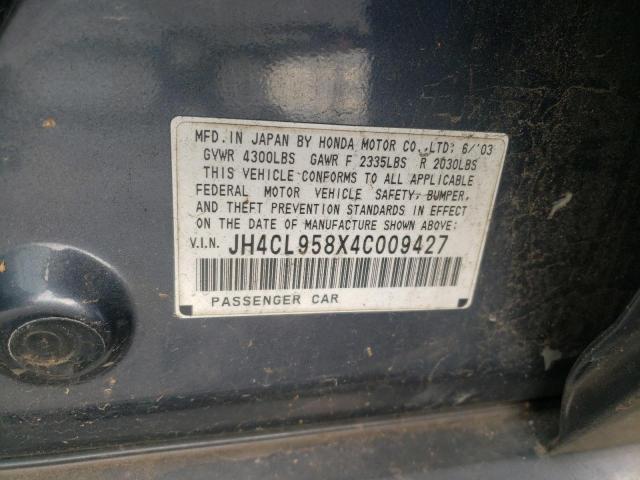 MFD. IN JAPAN BY HONDA MOTOR CO., LTD: 6/'03
GVWR 4300LBS GAWR F 2335LBS R 2030LBS
THIS VEHICLE CONFORMS TO ALL APPLICABLE
FEDERAL MOTOR VEHICLE SAFETY, BUMPER,
AND THEFT PREVENTION STANDARDS IN EFFECT
ON THE DATE OF MANUFACTURE SHOWN ABOVE:
V.I.N. JH4CL958X4C009427
PASSENGER CAR